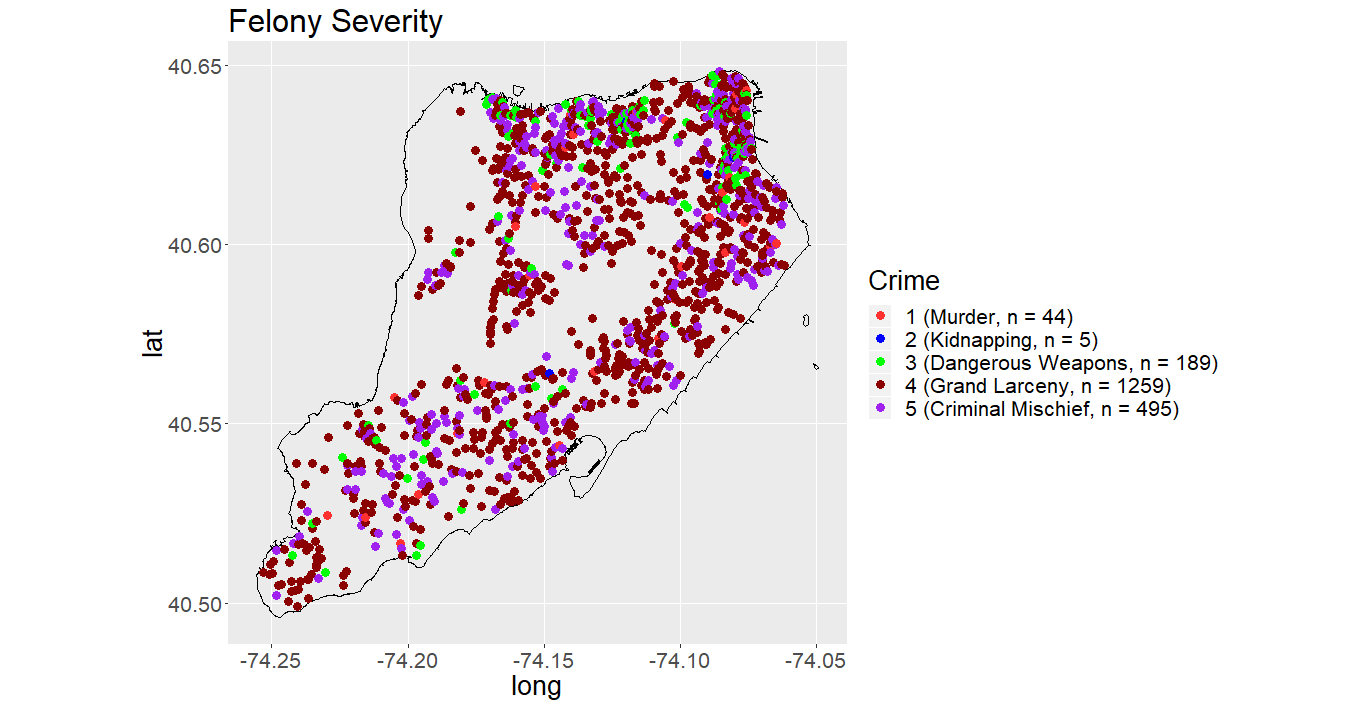 Felony Severity
40.65
40.60
40.55
40.50
lat
-74.25 -74.20 -74.15 -74.10 -74.05
long
Crime
1 (Murder, n = 44)
2 (Kidnapping, n = 5)
3 (Dangerous Weapons, n = 189)
4 (Grand Larceny, n = 1259)
5 (Criminal Mischief, n = 495)